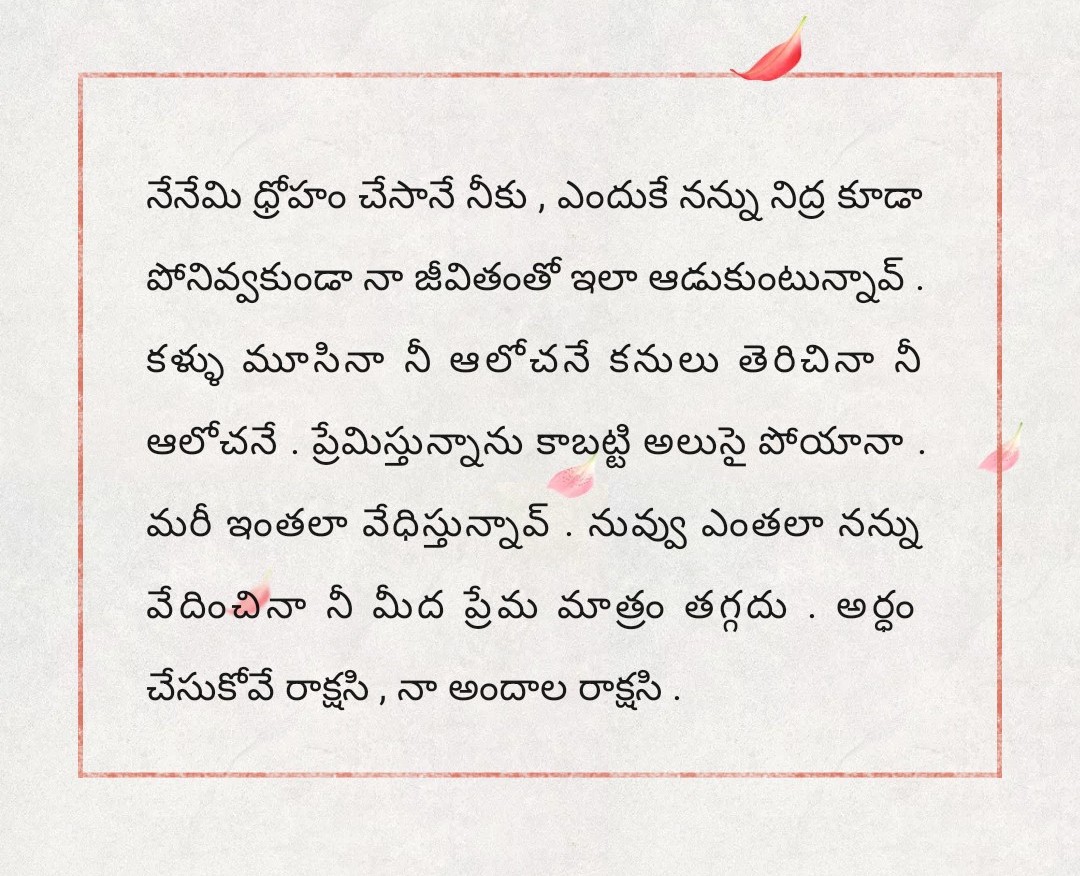 నేనేమి ధ్రోహం చేసానే నీకు , ఎందుకే నన్ను నిద్ర కూడా
పోనివ్వకుండా నా జీవితంతో ఇలా ఆడుకుంటున్నావ్ .
కళ్ళు మూసినా నీ ఆలోచనే కనులు తెరిచినా నీ
ఆలోచనే . ప్రేమిస్తున్నాను కాబట్టి అలుసై పోయానా .
మరీ ఇంతలా వేధిస్తున్నావ్ . నువ్వు ఎంతలా నన్ను
వేదించినా నీ మీద ప్రేమ మాత్రం తగ్గదు . అర్ధం
చేసుకోవే రాక్షసి , నా అందాల రాక్షసి .